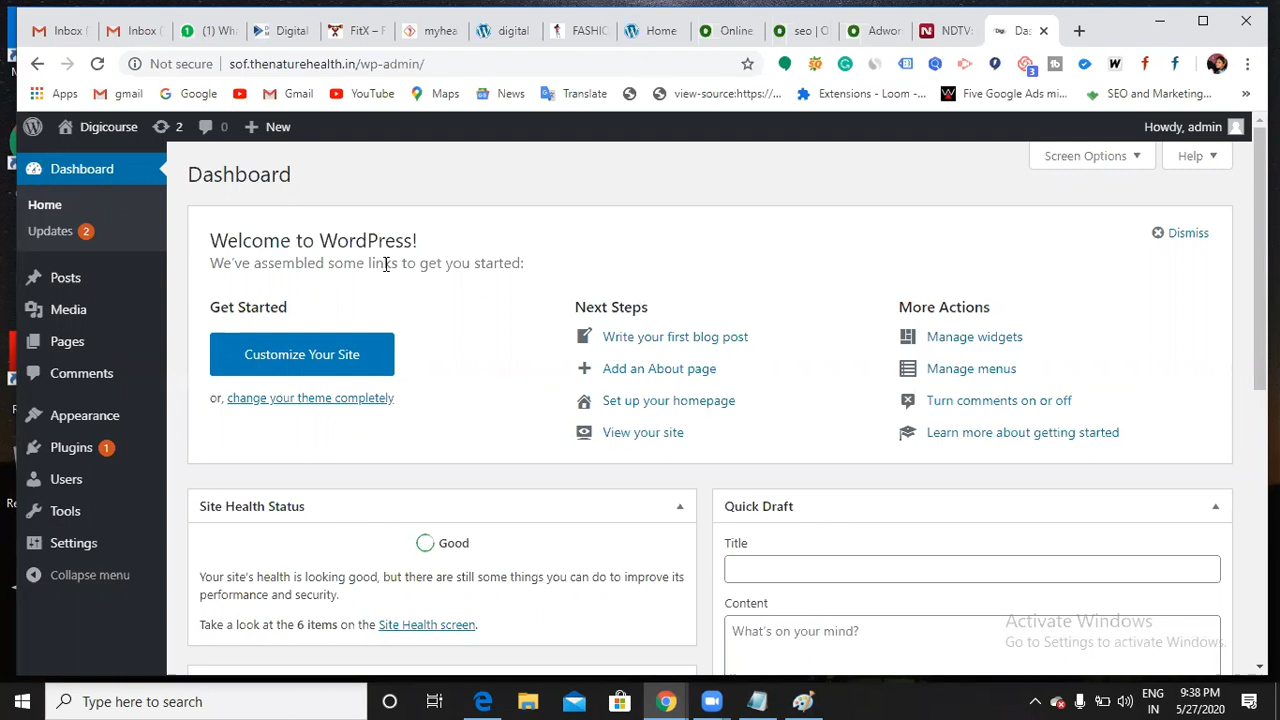 Inbox (
Inbox (
(1) Wh
Digital
FitX – F
myhea
digital
FASHIC
Home
Online
seo | O
Adwor
NDTV:
Da:
Not secure
sof.thenaturehealth.in/wp-admin/
3
Apps
gmail
Google
Gmail
YouTube
Maps
News
Translate
view-source:https:/...
Extensions - Loom -...
Five Google Ads mi...
SEO and Marketing...
Digicourse
2
0
New
Howdy, admin
Dashboard
Home
Updates 2
Posts
Media
Pages
Comments
Appearance
Plugins 1
Users
Tools
Settings
Collapse menu
Screen Options
Help
Dashboard
Welcome to WordPress!
We've assembled some links to get you started:
Dismiss
Get Started
Customize Your Site
or, change your theme completely
Next Steps
Write your first blog post
Add an About page
Set up your homepage
View your site
More Actions
Manage widgets
Manage menus
Turn comments on or off
Learn more about getting started
Site Health Status
Good
Your site's health is looking good, but there are still some things you can do to improve its
performance and security.
Take a look at the 6 items on the Site Health screen.
Quick Draft
Title
Content
What's on your mind?
Activate Windows
Go to Settings to activate Windows.
Type here to search
ENG
IN
9:38 PM
5/27/2020